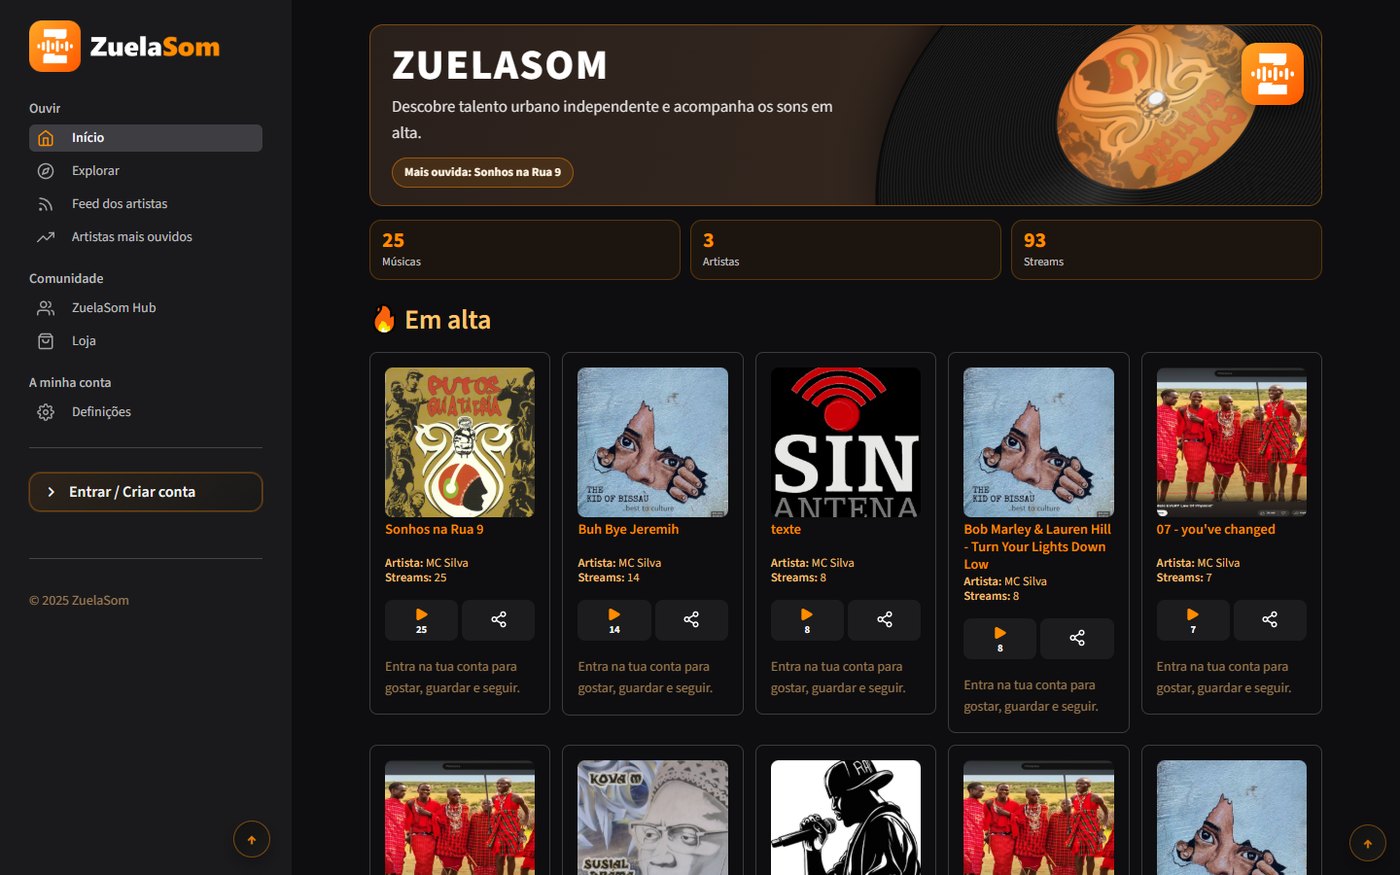 ZuelaSom
Ouvir
Início
Explorar
Feed dos artistas
Artistas mais ouvidos
Comunidade
ZuelaSom Hub
Loja
A minha conta
Definições
Entrar / Criar conta
© 2025 ZuelaSom
ZUELASOM
Descobre talento urbano independente e acompanha os sons em
alta.
Mais ouvida: Sonhos na Rua 9
25
Músicas
3
Artistas
93
Streams
Em alta
Sonhos na Rua 9
Artista: MC Silva
Streams: 25
25
Entra na tua conta para
gostar, guardar e seguir.
THE
KID OF BISSAU
..best to culture
Buh Bye Jeremih
Artista: MC Silva
Streams: 14
14
Entra na tua conta para
gostar, guardar e seguir.
SIN
ANTENA
texte
Artista: MC Silva
Streams: 8
8
Entra na tua conta para
gostar, guardar e seguir.
THE
KID OF BISSAU
..best to culture
Bob Marley & Lauren Hill
- Turn Your Lights Down
Low
Artista: MC Silva
Streams: 8
8
Entra na tua conta para
gostar, guardar e seguir.
07 - you've changed
Artista: MC Silva
Streams: 7
7
Entra na tua conta para
gostar, guardar e seguir.
KOVA M